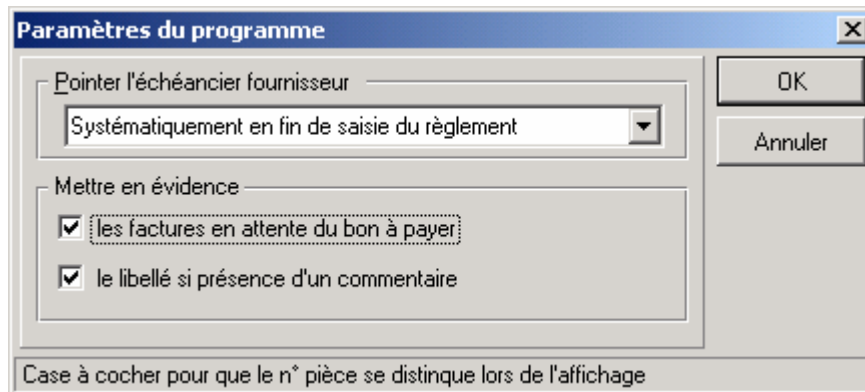 Paramètres du programme
Pointer l'échéancier fournisseur
OK
Systématiquement en fin de saisie du règlement
Annuler
Mettre en évidence
les factures en attente du bon à payer
le libellé si présence d'un commentaire
Case à cocher pour que le n° pièce se distingue lors de l'affichage